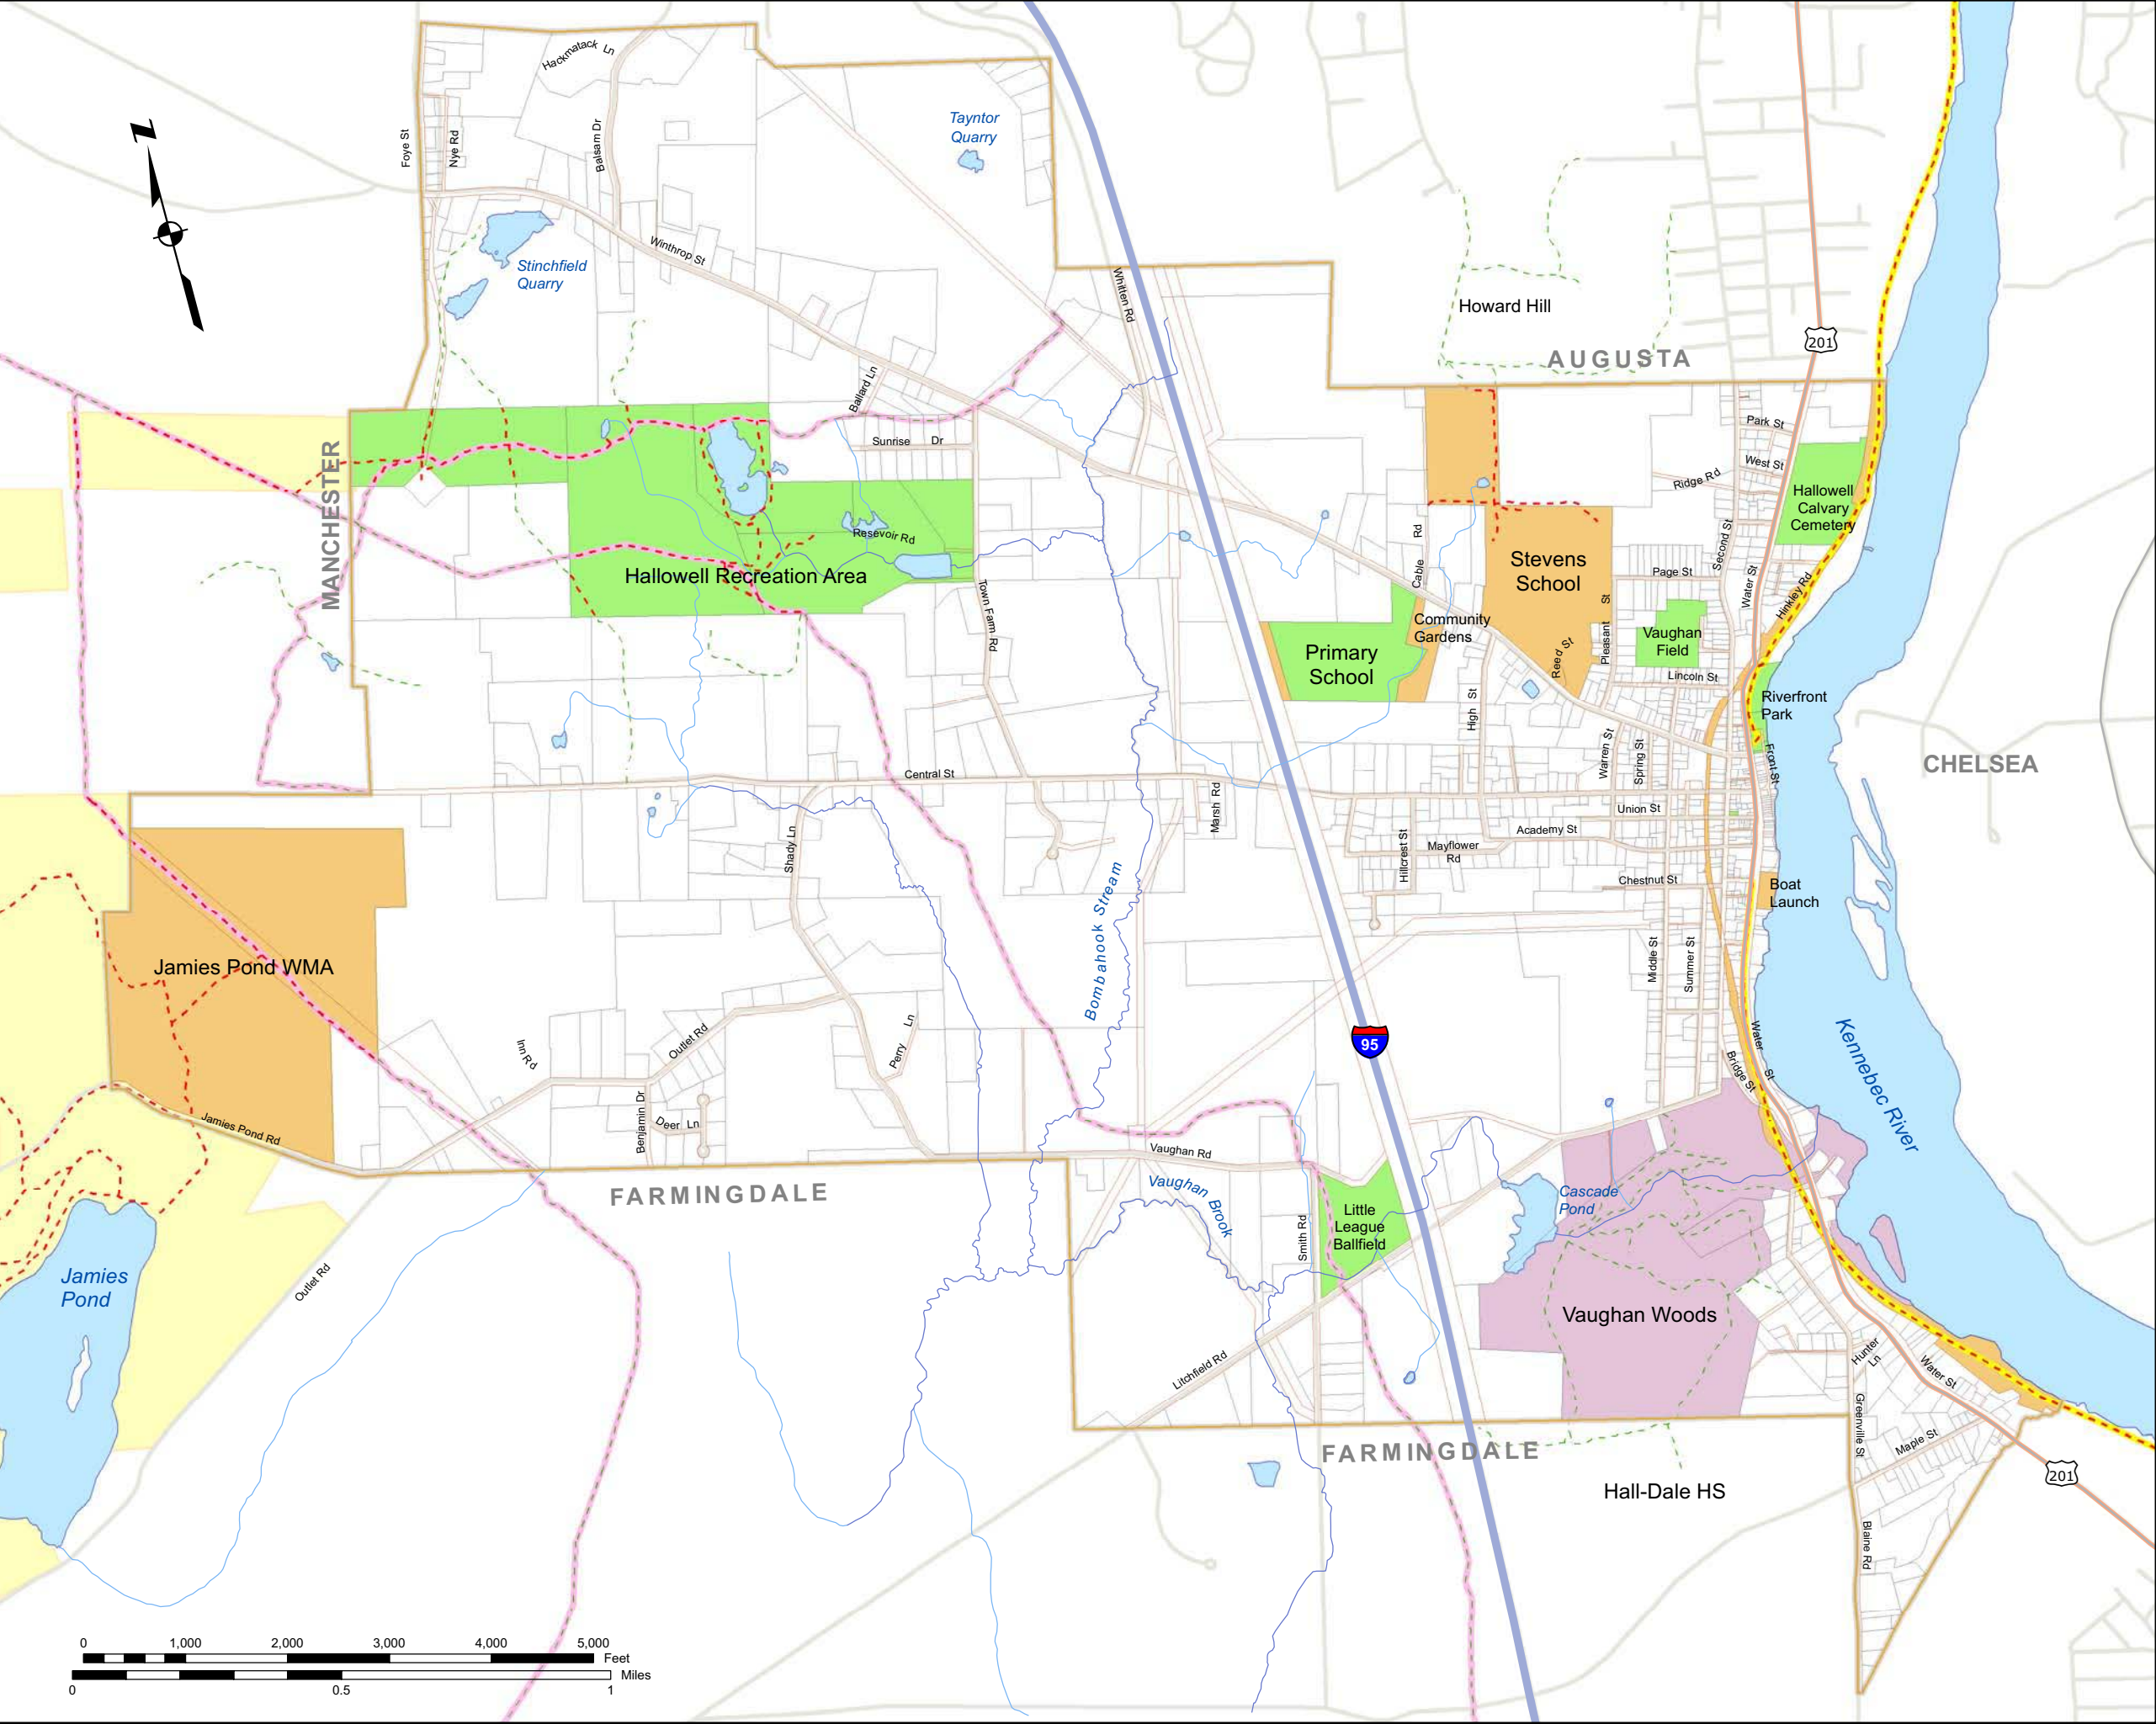 Hackmatack Ln
N
Foye St
Nye Rd
Balsam Dr
Tayntor
Quarry
Winthrop St
Stinchfield
Quarry
Whitten Rd
Howard Hill
201
AUGUSTA
Ballard Ln
Sunrise Dr
Park St
West St
Ridge Rd
Hallowell
Calvary
Cemetery
MANCHESTER
Resevoir Rd
Hallowell Recreation Area
Town Farm Rd
Cable Rd
Stevens
School
Second St
Page St
Water St
Hinkley Rd
Community
Gardens
Primary
School
Reed St
Pleasant St
Vaughan
Field
Lincoln St
High St
Riverfront
Park
Warren St
Spring St
Front St
CHELSEA
Central St
Marsh Rd
Union St
Academy St
Shady Ln
Hillcrest St
Mayflower
Rd
Chestnut St
Boat
Launch
Bombahook Stream
Jamies Pond WMA
Middle St
Summer St
Inn Rd
Outlet Rd
Perry Ln
95
Water St
Bridge St
Kennebec River
Jamies Pond Rd
Benjamin Dr
Deer Ln
Vaughan Rd
FARMINGDALE
Vaughan Brook
Cascade
Pond
Smith Rd
Little
League
Ballfield
Jamies
Pond
Outlet Rd
Vaughan Woods
Litchfield Rd
Hunter
Ln
Water St
Greenville St
Maple St
FARMINGDALE
201
Hall-Dale HS
Blaine Rd
0 1,000 2,000 3,000 4,000 5,000
Feet
Miles
0 0.5 1